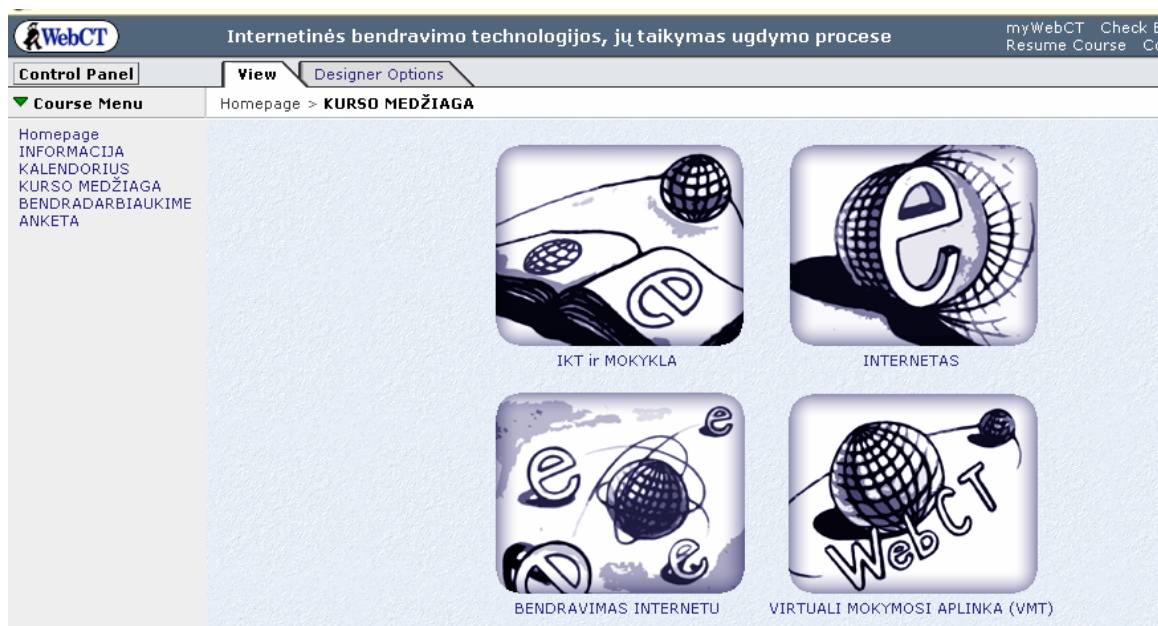 WebCT
Internetinės bendravimo technologijos, jų taikymas ugdymo procese
myWebCT Check
Resume Course
Control Panel
View Designer Options
Course Menu
Homepage > KURSO MEDŽIAGA
Homepage
INFORMACIJA
KALENDORIUS
KURSO MEDŽIAGA
BENDRADARBIAUKIME
ANKETA
e
e
IKT ir MOKYKLA INTERNETAS
e
e
e
e
WebCT
BENDRAVIMAS INTERNETU VIRTUALI MOKYMOSI APLINKA (VMT)